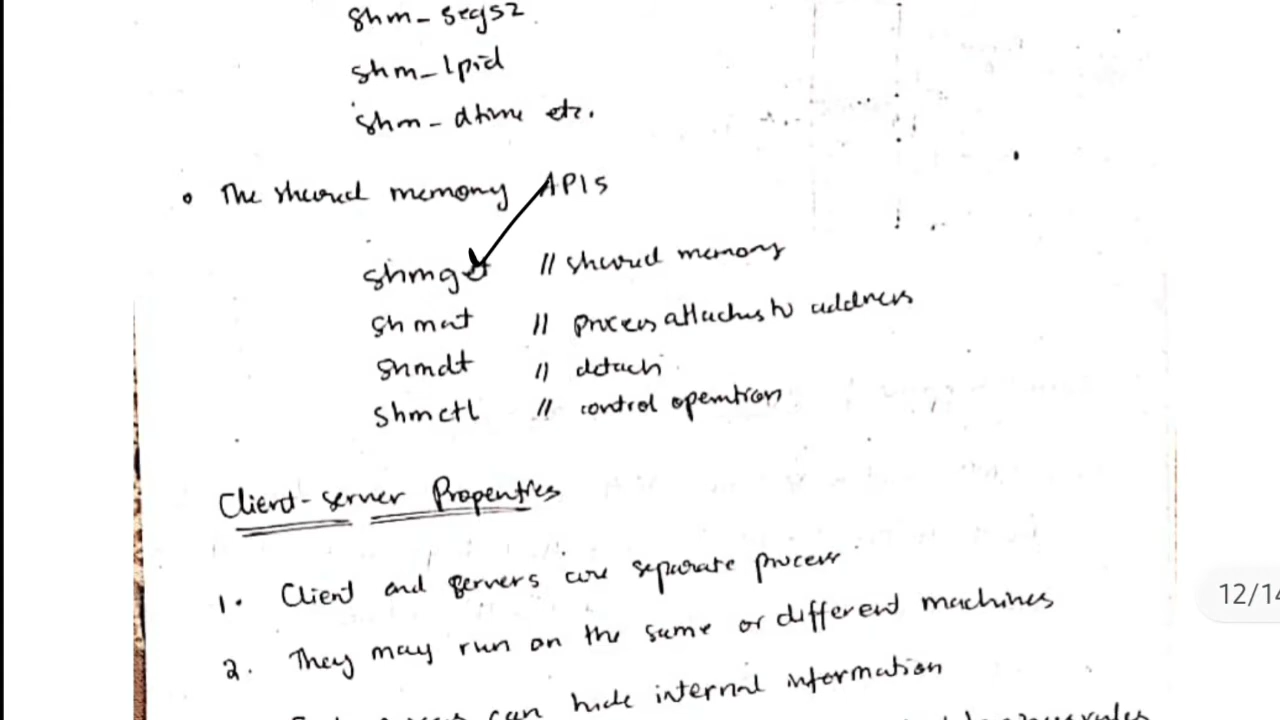 shm_segsz
shm_lpid
shm_dtime etc.
• The shared memory APIs
shmget // shared memory
shmat // process attaches to address
shmdt // detach
shmctl // control operation
Client-server Properties
1. Client and servers are separate process
2. They may run on the same or different machines
can hide internal information
12/14